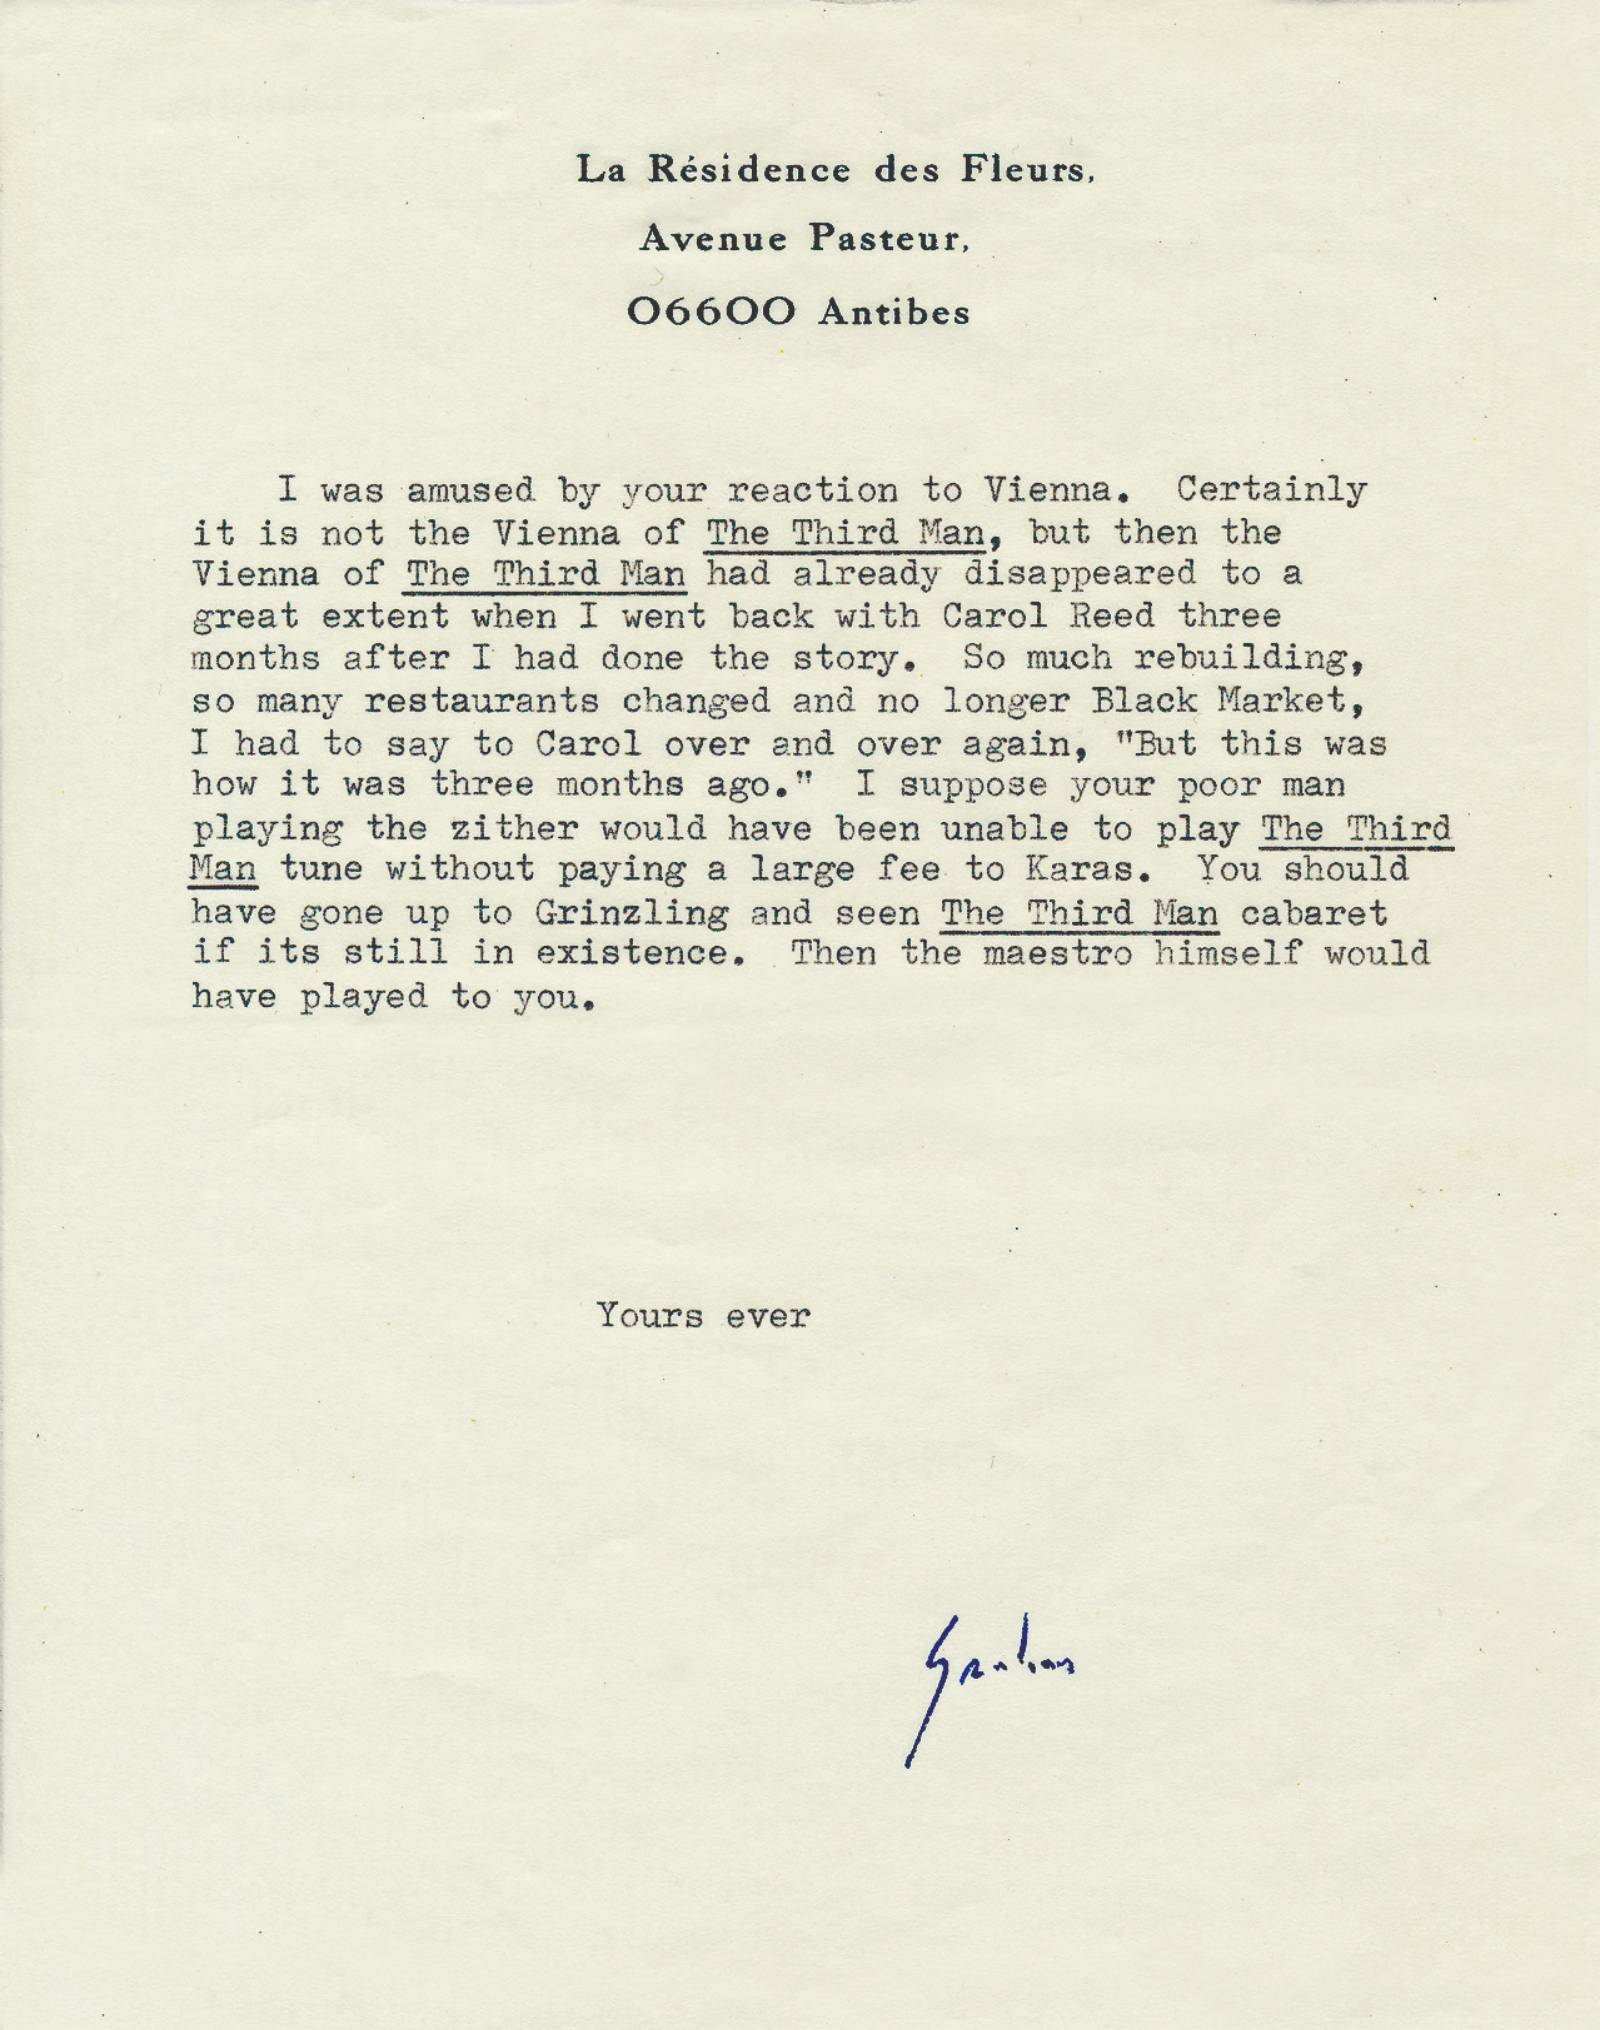 La Résidence des Fleurs,
Avenue Pasteur,
06600 Antibes
I was amused by your reaction to Vienna. Certainly
it is not the Vienna of The Third Man, but then the
Vienna of The Third Man had already disappeared to a
great extent when I went back with Carol Reed three
months after I had done the story. So much rebuilding,
so many restaurants changed and no longer Black Market,
I had to say to Carol over and over again, "But this was
how it was three months ago." I suppose your poor man
playing the zither would have been unable to play The Third
Man tune without paying a large fee to Karas. You should
have gone up to Grinzling and seen The Third Man cabaret
if its still in existence. Then the maestro himself would
have played to you.
Yours ever
Graham